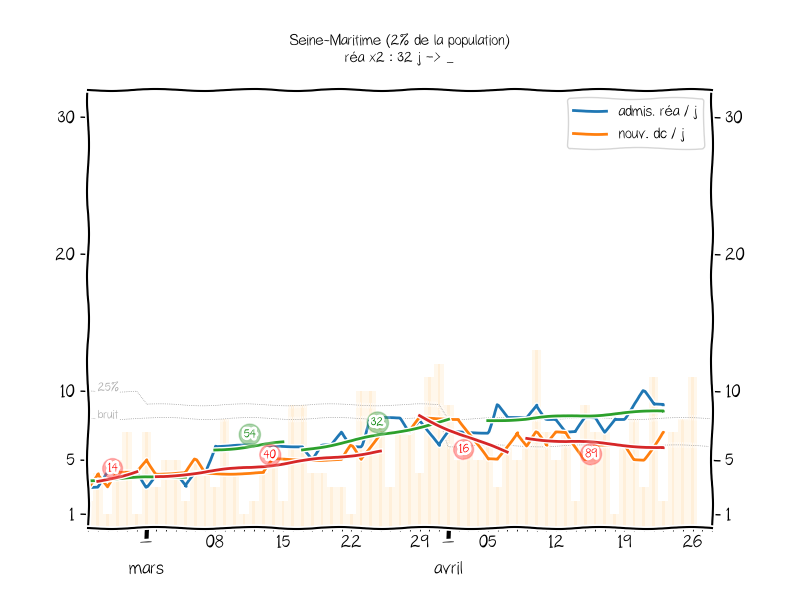 Seine-Maritime (2% de la population)
réa x2 : 32 j -> _
admis. réa / j
nouv. dc / j
30 30
20 20
10 10
5 5
1 1
25%
bruit
14
54
40
32
16
89
08 15 22 29 05 12 19 26
mars avril